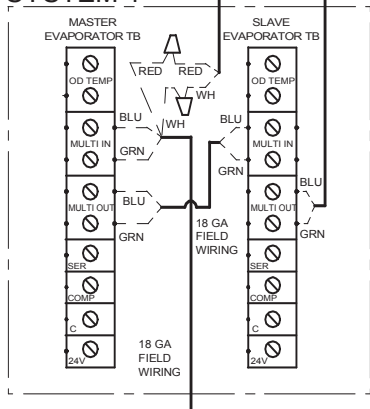 MASTER
EVAPORATOR TB
SLAVE
EVAPORATOR TB
OD TEMP
RED
RED
WH
OD TEMP
BLU
WH
BLU
MULTI IN
MULTI IN
GRN
GRN
BLU
MULTI OUT
BLU
MULTI OUT
GRN
GRN
18 GA
FIELD
WIRING
SER
SER
COMP
COMP
C
C
18 GA
FIELD
WIRING
24V
24V